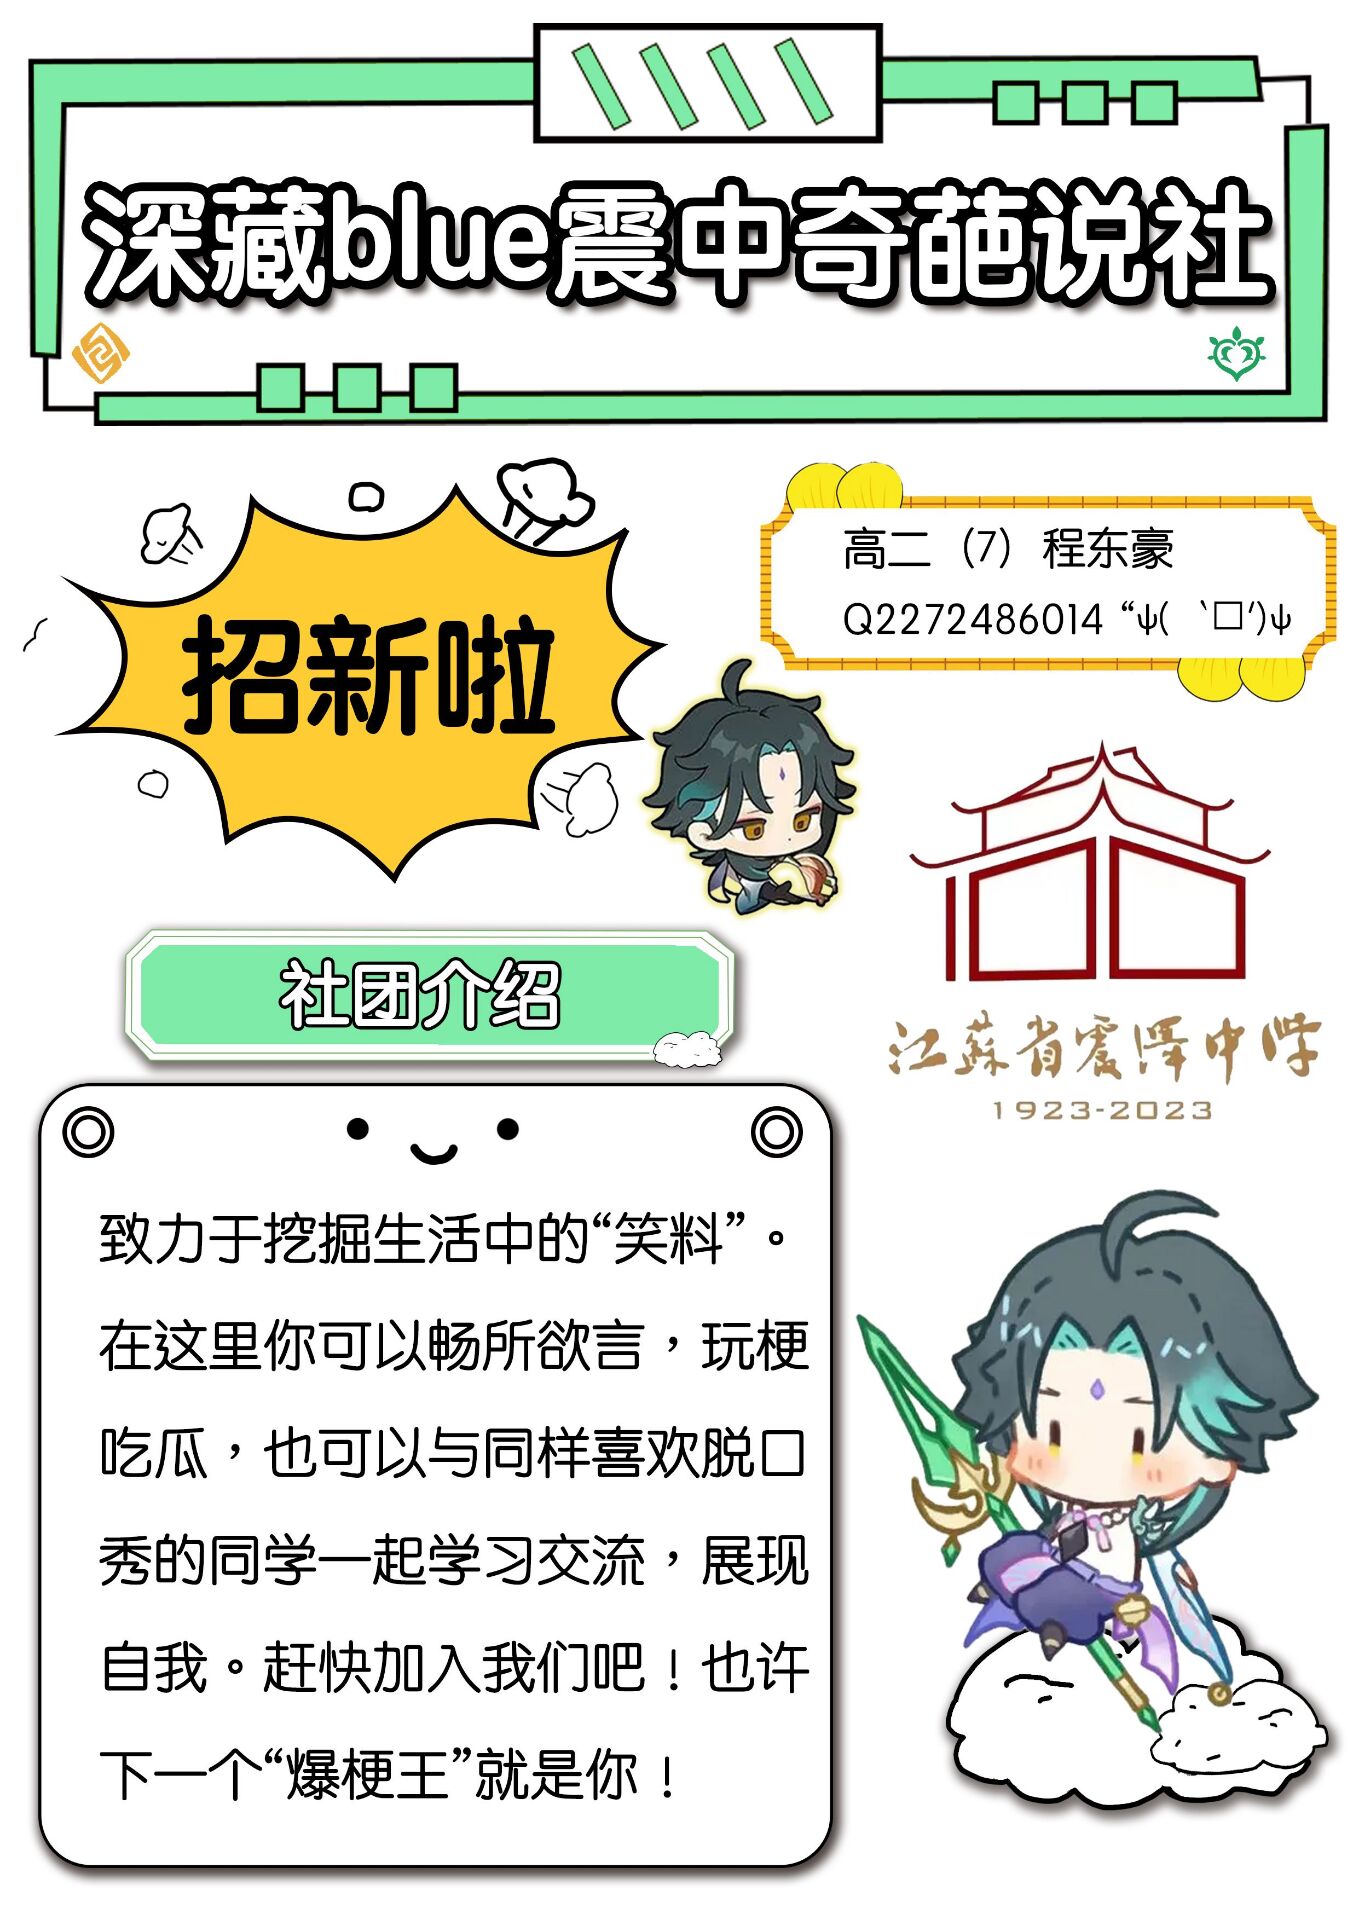 深藏blue震中奇葩说社
招新啦
高二（7）程东豪
Q2272486014 “ψ(　‵□′)ψ
社团介绍
江蘇省震澤中学
1923-2023
致力于挖掘生活中的“笑料”。
在这里你可以畅所欲言，玩梗
吃瓜，也可以与同样喜欢脱口
秀的同学一起学习交流，展现
自我。赶快加入我们吧！也许
下一个“爆梗王”就是你！